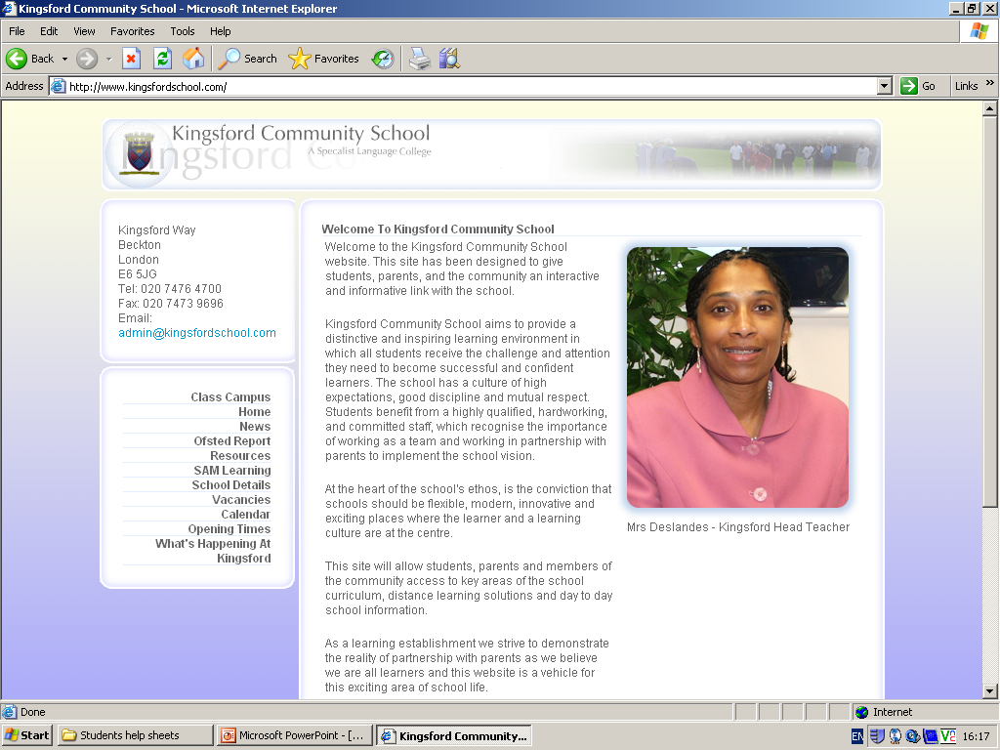 Kingsford Community School - Microsoft Internet Explorer
File Edit View Favorites Tools Help
Back Search Favorites
Address http://www.kingsfordschool.com/ Go Links »
Kingsford Community School
A Specialist Language College
Kingsford Way
Beckton
London
E6 5JG
Tel: 020 7476 4700
Fax: 020 7473 9696
Email:
admin@kingsfordschool.com
Class Campus
Home
News
Ofsted Report
Resources
SAM Learning
School Details
Vacancies
Calendar
Opening Times
What's Happening At
Kingsford
Welcome To Kingsford Community School
Welcome to the Kingsford Community School
website. This site has been designed to give
students, parents, and the community an interactive
and informative link with the school.
Kingsford Community School aims to provide a
distinctive and inspiring learning environment in
which all students receive the challenge and attention
they need to become successful and confident
learners. The school has a culture of high
expectations, good discipline and mutual respect.
Students benefit from a highly qualified, hardworking,
and committed staff, which recognise the importance
of working as a team and working in partnership with
parents to implement the school vision.
At the heart of the school's ethos, is the conviction that
schools should be flexible, modern, innovative and
exciting places where the learner and a learning
culture are at the centre.
This site will allow students, parents and members of
the community access to key areas of the school
curriculum, distance learning solutions and day to day
school information.
As a learning establishment we strive to demonstrate
the reality of partnership with parents as we believe
we are all learners and this website is a vehicle for
this exciting area of school life.
Mrs Deslandes - Kingsford Head Teacher
Done Internet
Start Students help sheets Microsoft PowerPoint - [... Kingsford Community... EN 16:17